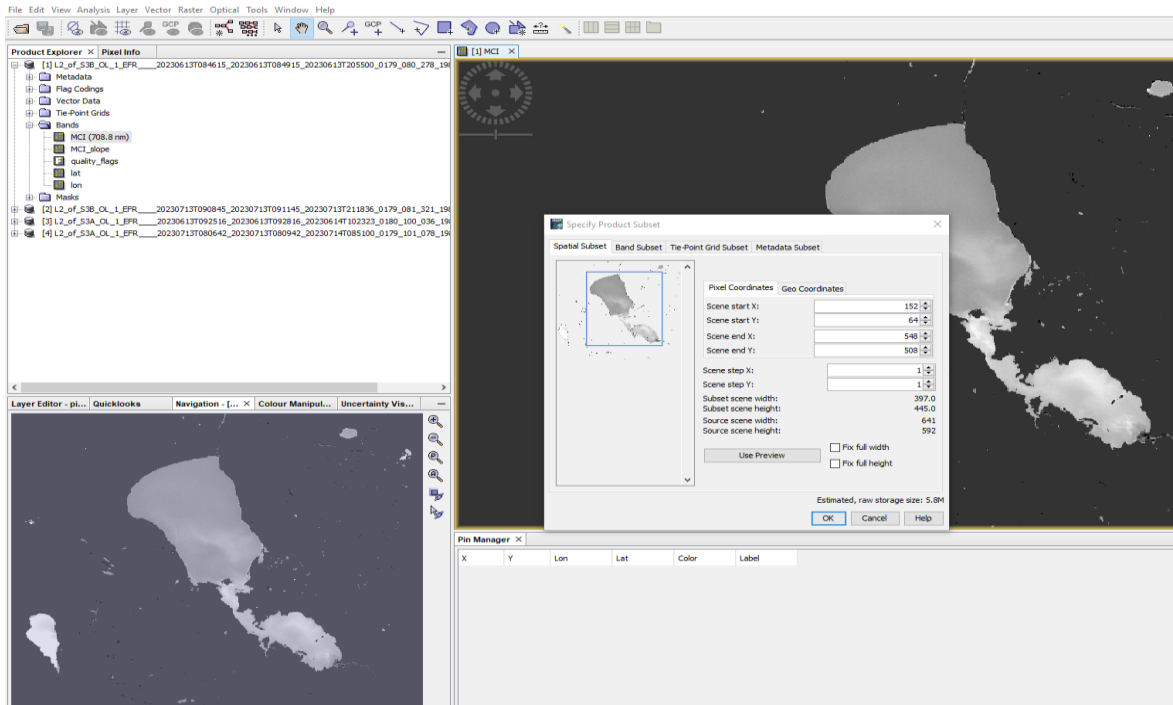 File Edit View Analysis Layer Vector Raster Optical Tools Window Help
GCP GCP
Product Explorer × Pixel Info
[1] MCI ×
[1] L2_of_S3B_OL_1_EFR____20230613T084615_20230613T084915_20230613T205500_0179_080_278_198
Metadata
Flag Codings
Vector Data
Tie-Point Grids
Bands
MCI (708.8 nm)
MCI_slope
quality_flags
lat
lon
Masks
[2] L2_of_S3B_OL_1_EFR____20230713T090845_20230713T091145_20230713T211836_0179_081_321_198
[3] L2_of_S3A_OL_1_EFR____20230613T092516_20230613T092816_20230614T102323_0180_100_036_198
[4] L2_of_S3A_OL_1_EFR____20230713T080642_20230713T080942_20230714T085100_0179_101_078_198
Specify Product Subset
Spatial Subset Band Subset Tie-Point Grid Subset Metadata Subset
Pixel Coordinates Geo Coordinates
Scene start X: 152
Scene start Y: 64
Scene end X: 548
Scene end Y: 508
Scene step X: 1
Scene step Y: 1
Subset scene width: 397.0
Subset scene height: 445.0
Source scene width: 641
Source scene height: 592
Use Preview
Fix full width
Fix full height
Estimated, raw storage size: 5.8M
OK Cancel Help
Layer Editor - pi... Quicklooks Navigation - [... × Colour Manipul... Uncertainty Vis...
Pin Manager ×
X Y Lon Lat Color Label